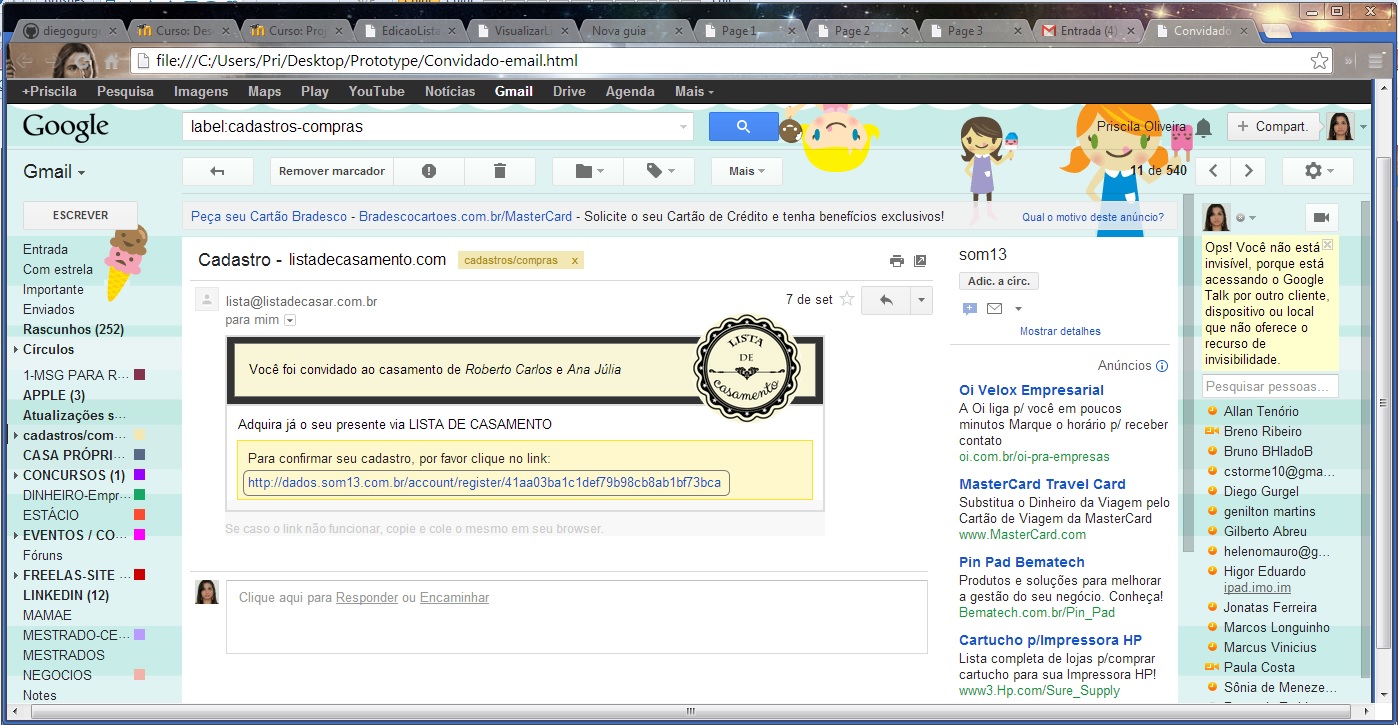 diegogurg
Curso: Des
Curso: Pro
EdicaoLista
VisualizarLi
Nova guia
Page 1
Page 2
Page 3
Entrada (4)
Convidado
file:///C:/Users/Pri/Desktop/Prototype/Convidado-email.html
+Priscila Pesquisa Imagens Maps Play YouTube Notícias Gmail Drive Agenda Mais
Google
label:cadastros-compras
Priscila Oliveira
+ Compart.
Gmail
Remover marcador
Mais
11 de 540
ESCREVER
Peça seu Cartão Bradesco - Bradescocartoes.com.br/MasterCard - Solicite o seu Cartão de Crédito e tenha benefícios exclusivos!
Qual o motivo deste anúncio?
Entrada
Com estrela
Importante
Enviados
Rascunhos (252)
Círculos
1-MSG PARA R...
APPLE (3)
Atualizações s...
cadastros/com...
CASA PRÓPRI...
CONCURSOS (1)
DINHEIRO-Empr...
ESTÁCIO
EVENTOS / CO...
Fóruns
FREELAS-SITE ...
LINKEDIN (12)
MAMAE
MESTRADO-CE...
MESTRADOS
NEGOCIOS
Notes
Cadastro - listadecasamento.com
cadastros/compras x
lista@listadecasar.com.br
7 de set
para mim
Você foi convidado ao casamento de Roberto Carlos e Ana Júlia
LISTA
DE
casamento
Adquira já o seu presente via LISTA DE CASAMENTO
Para confirmar seu cadastro, por favor clique no link:
http://dados.som13.com.br/account/register/41aa03ba1c1def79b98cb8ab1bf73bca
Se caso o link não funcionar, copie e cole o mesmo em seu browser.
Clique aqui para Responder ou Encaminhar
som13
Adic. a círc.
Mostrar detalhes
Anúncios
Oi Velox Empresarial
A Oi liga p/ você em poucos
minutos Marque o horário p/ receber
contato
oi.com.br/oi-pra-empresas
MasterCard Travel Card
Substitua o Dinheiro da Viagem pelo
Cartão de Viagem da MasterCard
www.MasterCard.com
Pin Pad Bematech
Produtos e soluções para melhorar
a gestão do seu negócio. Conheça!
Bematech.com.br/Pin_Pad
Cartucho p/Impressora HP
Lista completa de lojas p/comprar
cartucho para sua Impressora HP!
www3.Hp.com/Sure_Supply
Ops! Você não está
invisível, porque está
acessando o Google
Talk por outro cliente,
dispositivo ou local
que não oferece o
recurso de
invisibilidade.
Pesquisar pessoas...
Allan Tenório
Breno Ribeiro
Bruno BHladoB
cstorme10@gma...
Diego Gurgel
genilton martins
Gilberto Abreu
helenomauro@g...
Higor Eduardo
ipad.imo.im
Jonatas Ferreira
Marcos Longuinho
Marcus Vinicius
Paula Costa
Sônia de Meneze...